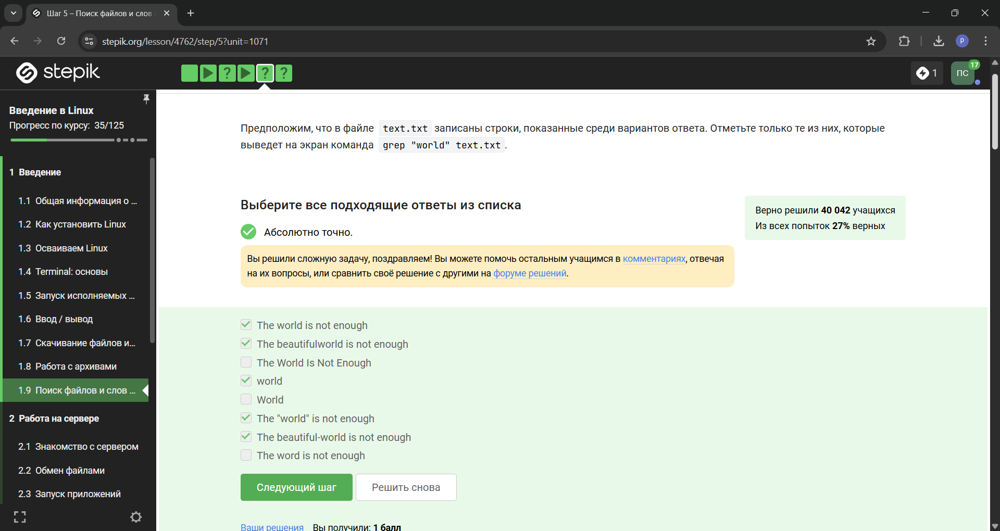 Шаг 5 – Поиск файлов и слов
stepik.org/lesson/4762/step/5?unit=1071
P
stepik
?
?
?
1
ПС
17
Введение в Linux
Прогресс по курсу: 35/125
1 Введение
1.1 Общая информация о ...
1.2 Как установить Linux
1.3 Осваиваем Linux
1.4 Terminal: основы
1.5 Запуск исполняемых ...
1.6 Ввод / вывод
1.7 Скачивание файлов и...
1.8 Работа с архивами
1.9 Поиск файлов и слов ...
2 Работа на сервере
2.1 Знакомство с сервером
2.2 Обмен файлами
2.3 Запуск приложений
Предположим, что в файле text.txt записаны строки, показанные среди вариантов ответа. Отметьте только те из них, которые
выведет на экран команда grep "world" text.txt.
Выберите все подходящие ответы из списка
Верно решили 40 042 учащихся
Из всех попыток 27% верных
Абсолютно точно.
Вы решили сложную задачу, поздравляем! Вы можете помочь остальным учащимся в комментариях, отвечая
на их вопросы, или сравнить своё решение с другими на форуме решений.
The world is not enough
The beautifulworld is not enough
The World Is Not Enough
world
World
The "world" is not enough
The beautiful-world is not enough
The word is not enough
Следующий шаг
Решить снова
Ваши решения Вы получили: 1 балл